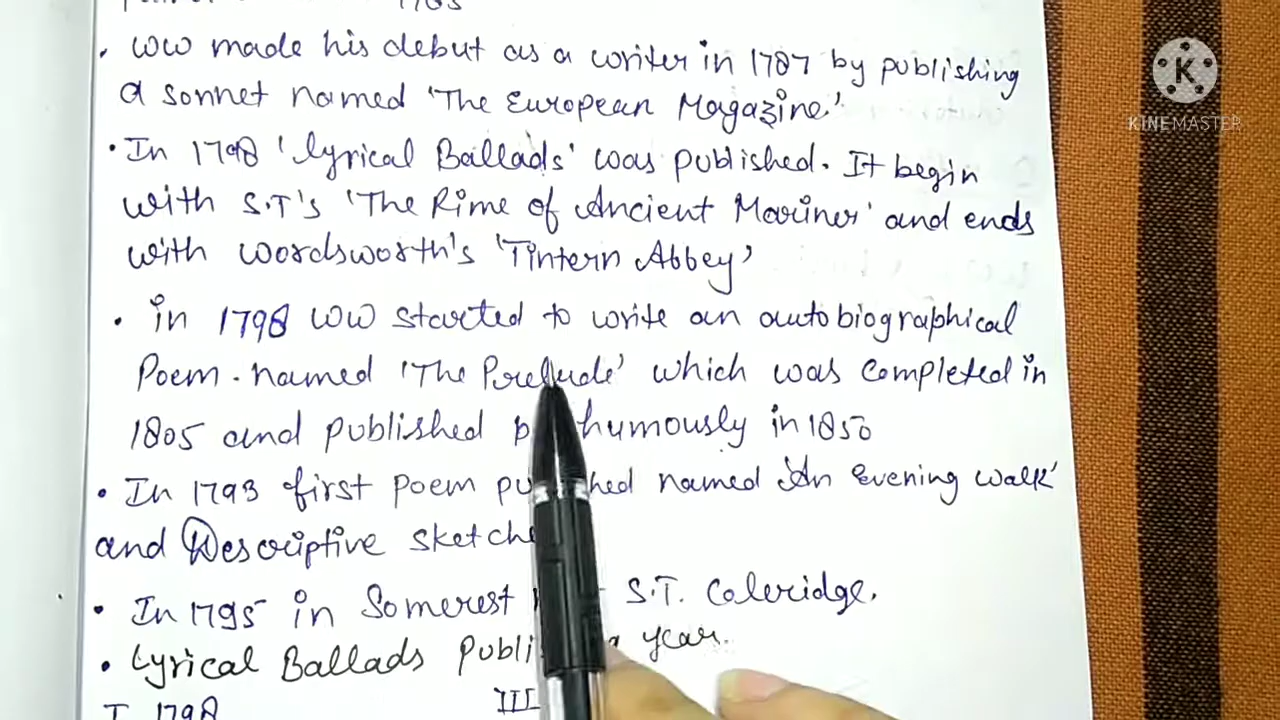 1785
. WW made his debut as a writer in 1787 by publishing
a sonnet named 'The European Magazine.'
• In 1798 'Lyrical Ballads' was published. It begin
with S.T's 'The Rime of Ancient Mariner' and ends
with Wordsworth's 'Tintern Abbey'
• in 1798 WW started to write an autobiographical
Poem. named 'The Prelude' which was completed in
1805 and published humously in 1850
• In 1793 first poem named 'An Evening Walk'
and Descriptive
• In 1795 in Somerest S.T. Coleridge.
• Lyrical Ballads year.
I 1798 III
K
KINEMASTER